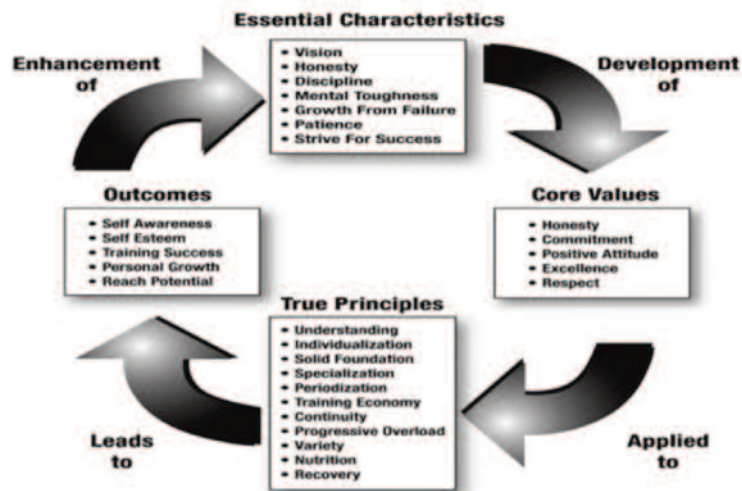 Essential Characteristics
• Vision
• Honesty
• Discipline
• Mental Toughness
• Growth From Failure
• Patience
• Strive For Success
Development
of
Core Values
• Honesty
• Commitment
• Positive Attitude
• Excellence
• Respect
Applied
to
True Principles
• Understanding
• Individualization
• Solid Foundation
• Specialization
• Periodization
• Training Economy
• Continuity
• Progressive Overload
• Variety
• Nutrition
• Recovery
Leads
to
Outcomes
• Self Awareness
• Self Esteem
• Training Success
• Personal Growth
• Reach Potential
Enhancement
of